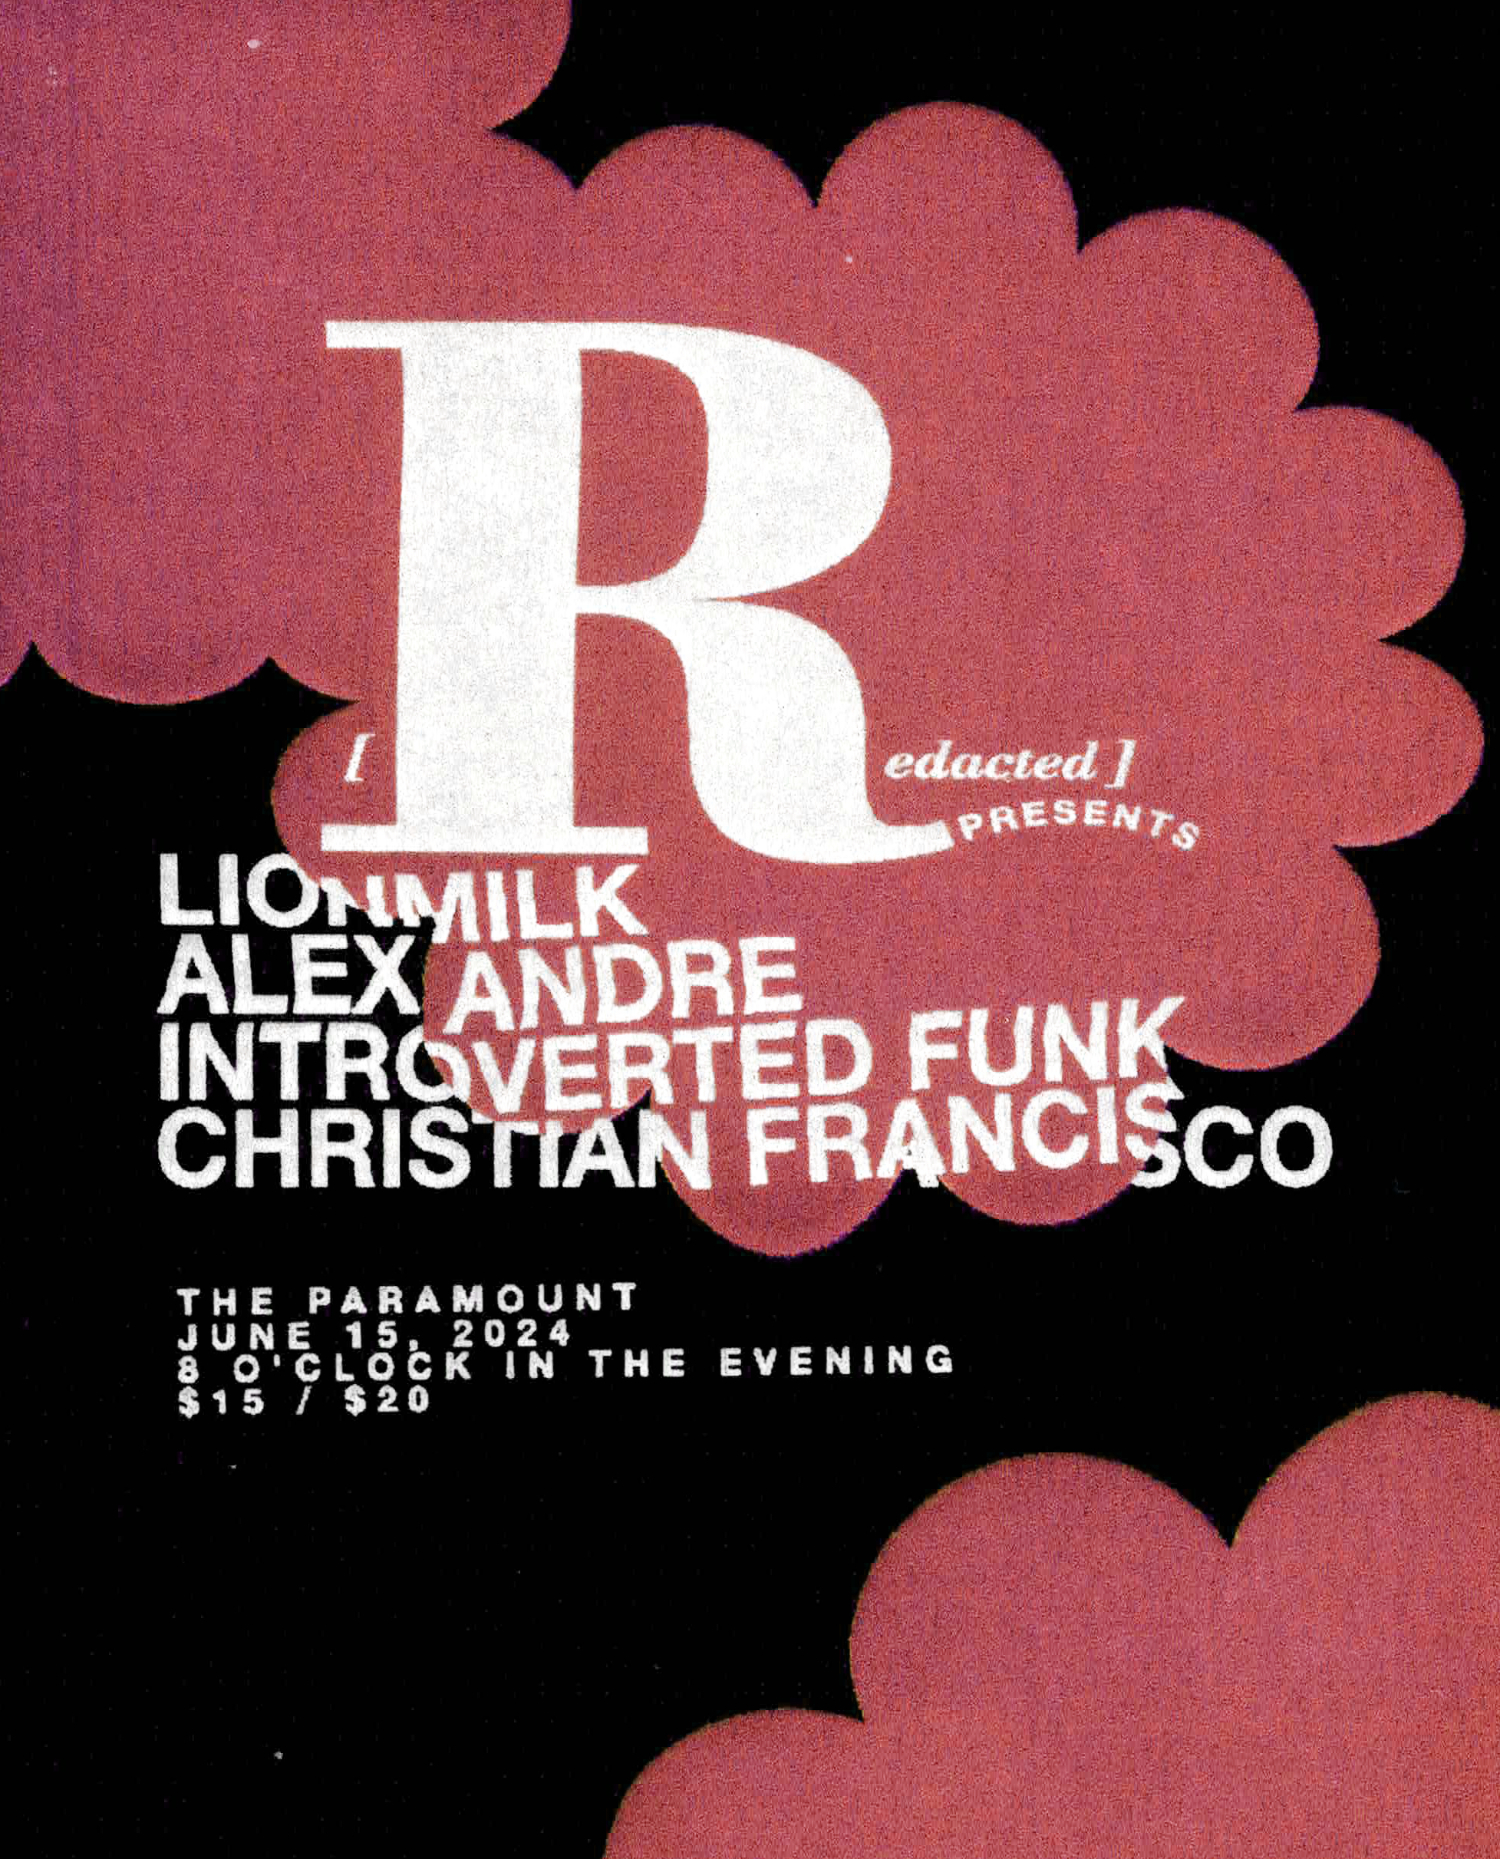 [ Redacted ]
PRESENTS
LIONMILK
ALEX ANDRE
INTROVERTED FUNK
CHRISTIAN FRANCISCO
THE PARAMOUNT
JUNE 15, 2024
8 O'CLOCK IN THE EVENING
$15 / $20